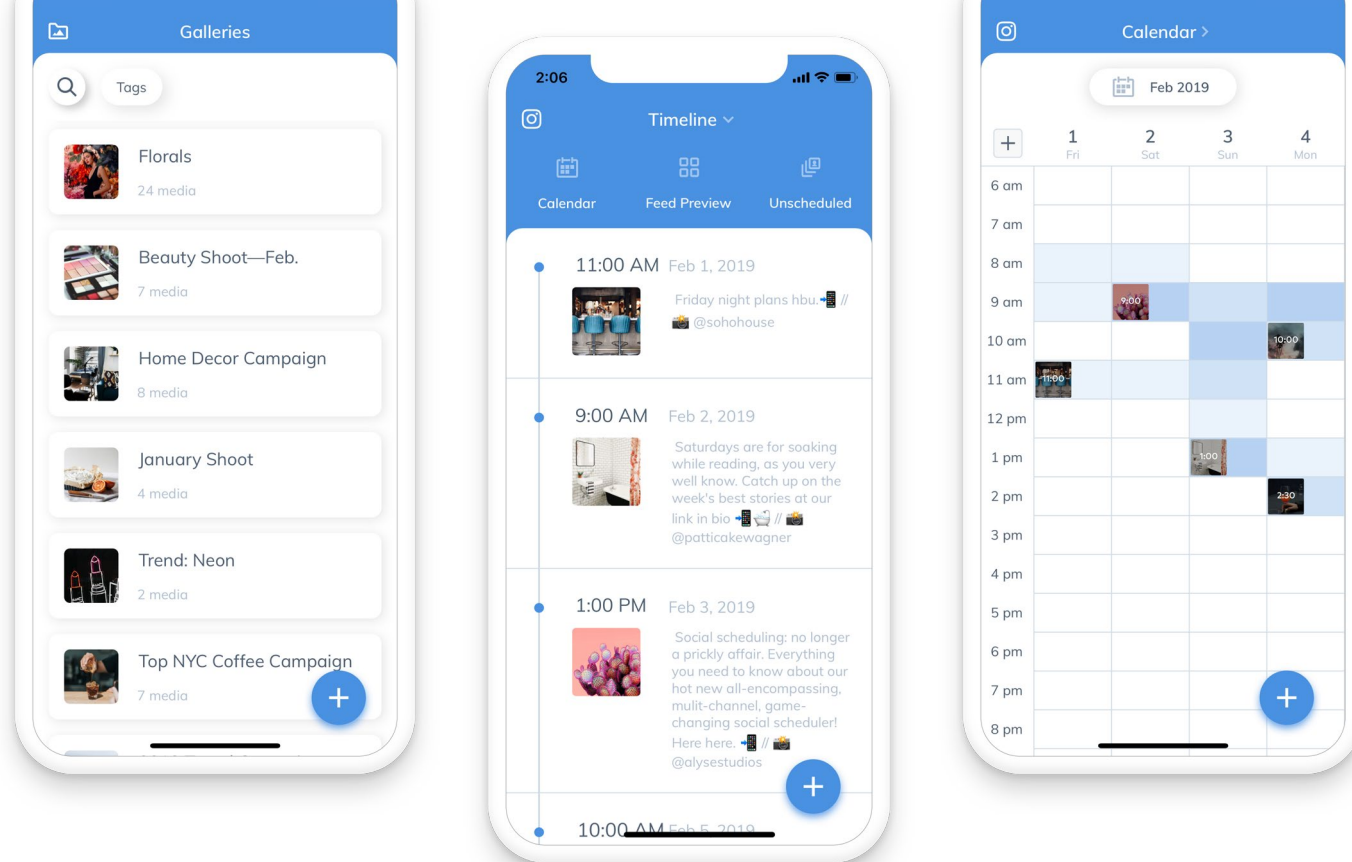 Galleries
Tags
Florals
24 media
Beauty Shoot—Feb.
7 media
Home Decor Campaign
8 media
January Shoot
4 media
Trend: Neon
2 media
Top NYC Coffee Campaign
7 media
2:06
Timeline
Calendar
Feed Preview
Unscheduled
11:00 AM Feb 1, 2019
Friday night plans hbu.📲 //
📸 @sohohouse
9:00 AM Feb 2, 2019
Saturdays are for soaking
while reading, as you very
well know. Catch up on the
week's best stories at our
link in bio 📲🛁 // 📸
@patticakewagner
1:00 PM Feb 3, 2019
Social scheduling: no longer
a prickly affair. Everything
you need to know about our
hot new all-encompassing,
mulit-channel, game-
changing social scheduler!
Here here. 📲 // 📸
@alysestudios
10:00 AM Feb 5, 2019
Calendar
Feb 2019
1 2 3 4
Fri Sat Sun Mon
6 am
7 am
8 am
9 am
9:00
10 am
10:00
11 am
11:00
12 pm
1 pm
1:00
2 pm
2:30
3 pm
4 pm
5 pm
6 pm
7 pm
8 pm